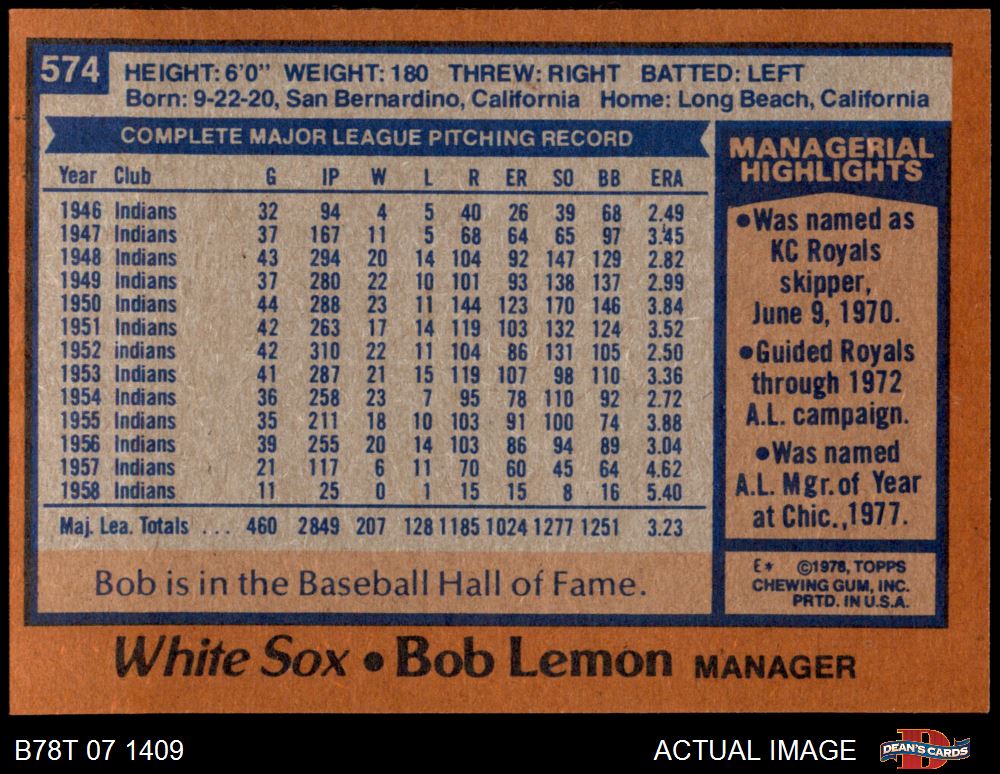 574
HEIGHT: 6'0" WEIGHT: 180 THREW: RIGHT BATTED: LEFT
Born: 9-22-20, San Bernardino, California Home: Long Beach, California
COMPLETE MAJOR LEAGUE PITCHING RECORD
Year Club G IP W L R ER SO BB ERA
1946 Indians 32 94 4 5 40 26 39 68 2.49
1947 Indians 37 167 11 5 68 64 65 97 3.45
1948 Indians 43 294 20 14 104 92 147 129 2.82
1949 Indians 37 280 22 10 101 93 138 137 2.99
1950 Indians 44 288 23 11 144 123 170 146 3.84
1951 Indians 42 263 17 14 119 103 132 124 3.52
1952 indians 42 310 22 11 104 86 131 105 2.50
1953 Indians 41 287 21 15 119 107 98 110 3.36
1954 Indians 36 258 23 7 95 78 110 92 2.72
1955 Indians 35 211 18 10 103 91 100 74 3.88
1956 Indians 39 255 20 14 103 86 94 89 3.04
1957 Indians 21 117 6 11 70 60 45 64 4.62
1958 Indians 11 25 0 1 15 15 8 16 5.40
Maj. Lea. Totals ... 460 2849 207 128 1185 1024 1277 1251 3.23
Bob is in the Baseball Hall of Fame.
MANAGERIAL
HIGHLIGHTS
•Was named as
KC Royals
skipper,
June 9, 1970.
•Guided Royals
through 1972
A.L. campaign.
•Was named
A.L. Mgr. of Year
at Chic., 1977.
E* ©1978, TOPPS
CHEWING GUM, INC.
PRTD. IN U.S.A.
White Sox • Bob Lemon MANAGER
B78T 07 1409 ACTUAL IMAGE
DEAN'S CARDS